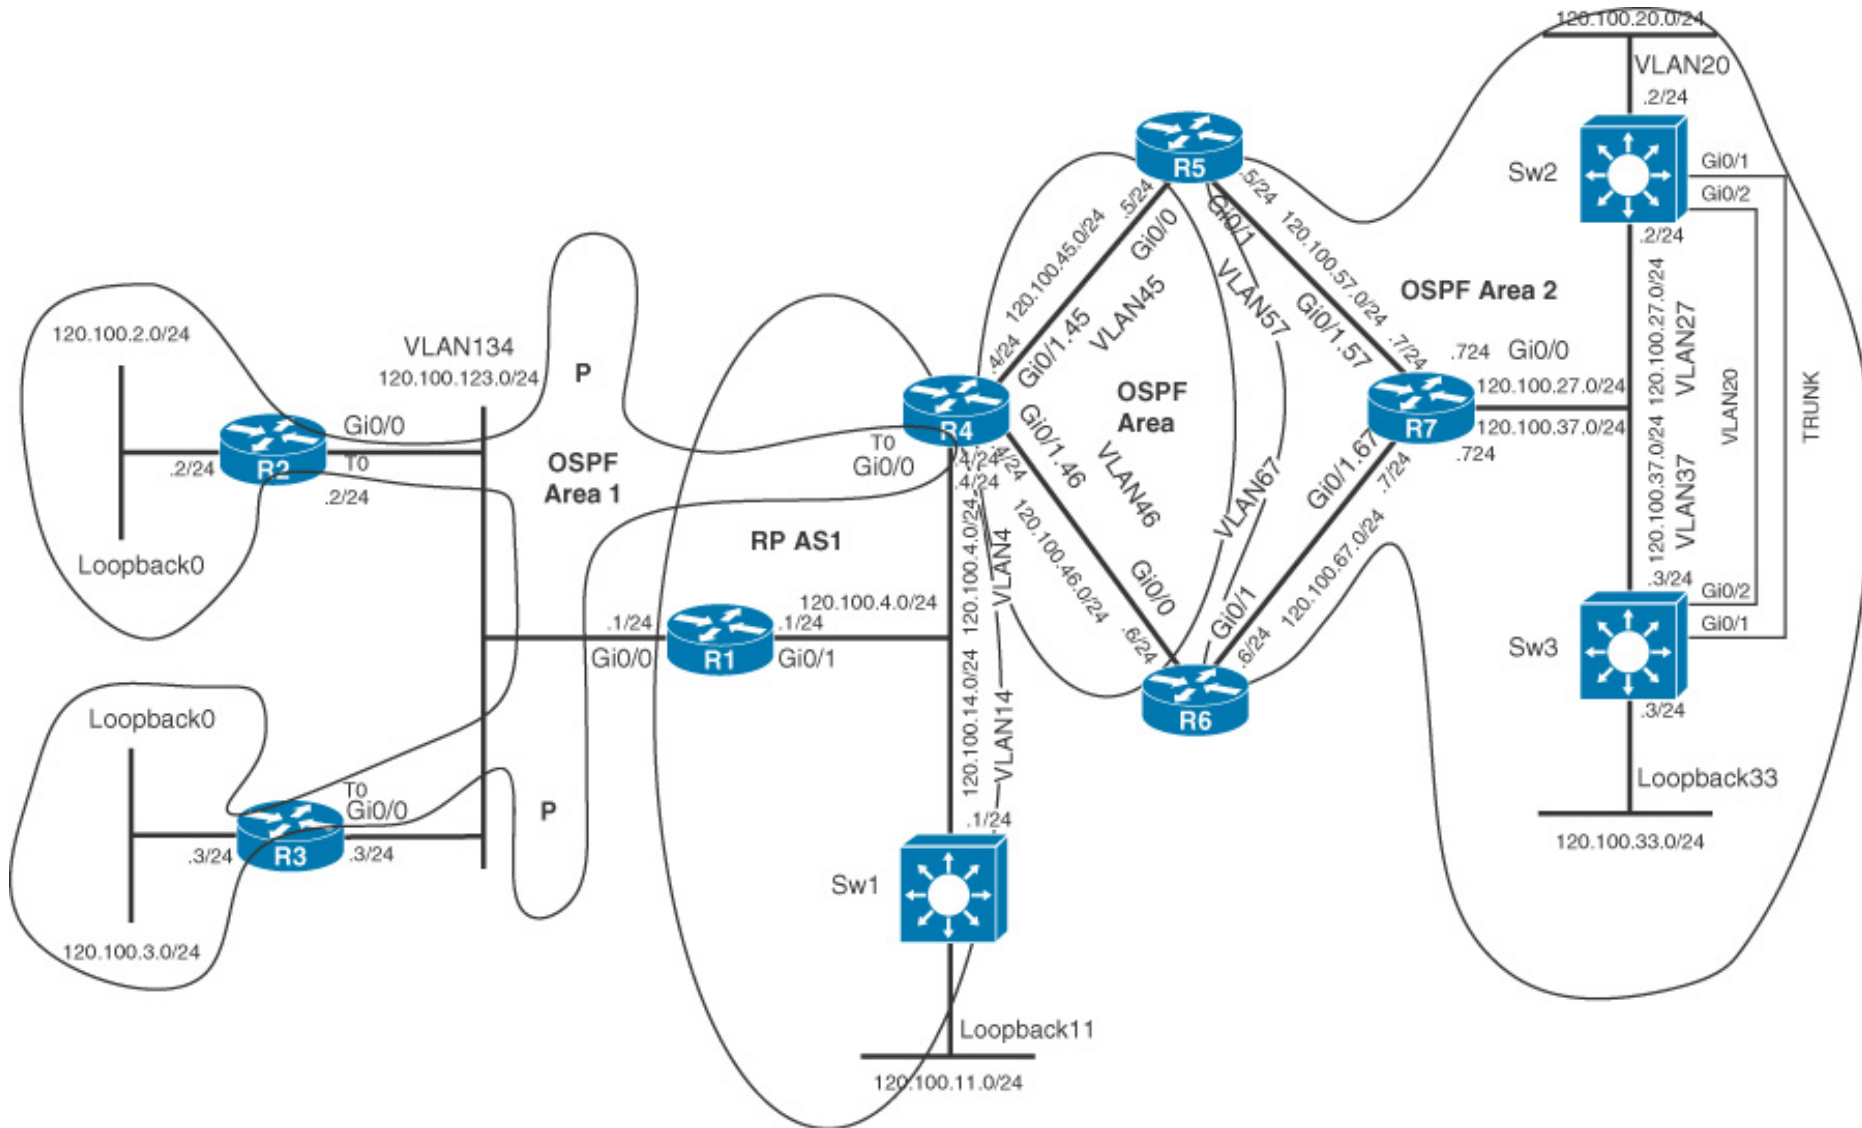 120.100.20.0/24
VLAN20
.2/24
Sw2
Gi0/1
Gi0/2
.2/24
R5
.5/24
.5/24
Gi0/0
Gi0/1
120.100.45.0/24
VLAN45
Gi0/1.45
.4/24
120.100.57.0/24
VLAN57
Gi0/1.57
.7/24
OSPF Area 2
120.100.27.0/24
VLAN27
VLAN20
TRUNK
120.100.2.0/24
VLAN134
120.100.123.0/24
P
OSPF
Area
.724
Gi0/0
120.100.27.0/24
R2
Gi0/0
T0
.2/24
.2/24
Loopback0
OSPF
Area 1
R4
T0
Gi0/0
.4/24
.4/24
.4/24
Gi0/1.46
VLAN46
120.100.46.0/24
R7
120.100.37.0/24
.724
Gi0/1.67
.7/24
VLAN67
120.100.67.0/24
120.100.37.0/24
VLAN37
RP AS1
120.100.4.0/24
VLAN4
Gi0/0
.6/24
Gi0/1
.6/24
R6
.3/24
Gi0/2
Gi0/1
Sw3
.3/24
.1/24
Gi0/0
R1
120.100.4.0/24
.1/24
Gi0/1
120.100.14.0/24
VLAN14
Loopback0
T0
Gi0/0
R3
.3/24
.3/24
P
120.100.3.0/24
.1/24
Sw1
Loopback33
120.100.33.0/24
Loopback11
120.100.11.0/24